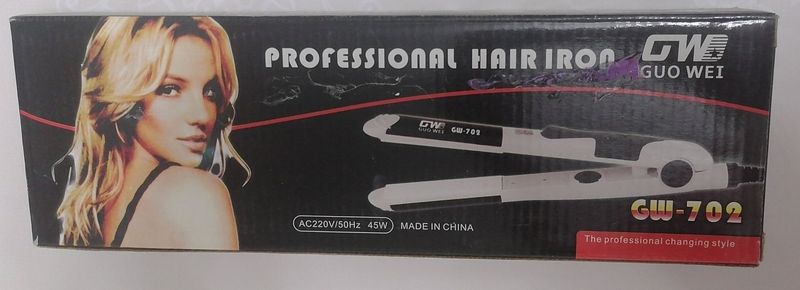 PROFESSIONAL HAIR IRON
GW
GUO WEI
GW
GUO WEI GW-702
GW-702
AC220V/50Hz 45W MADE IN CHINA
The professional changing style